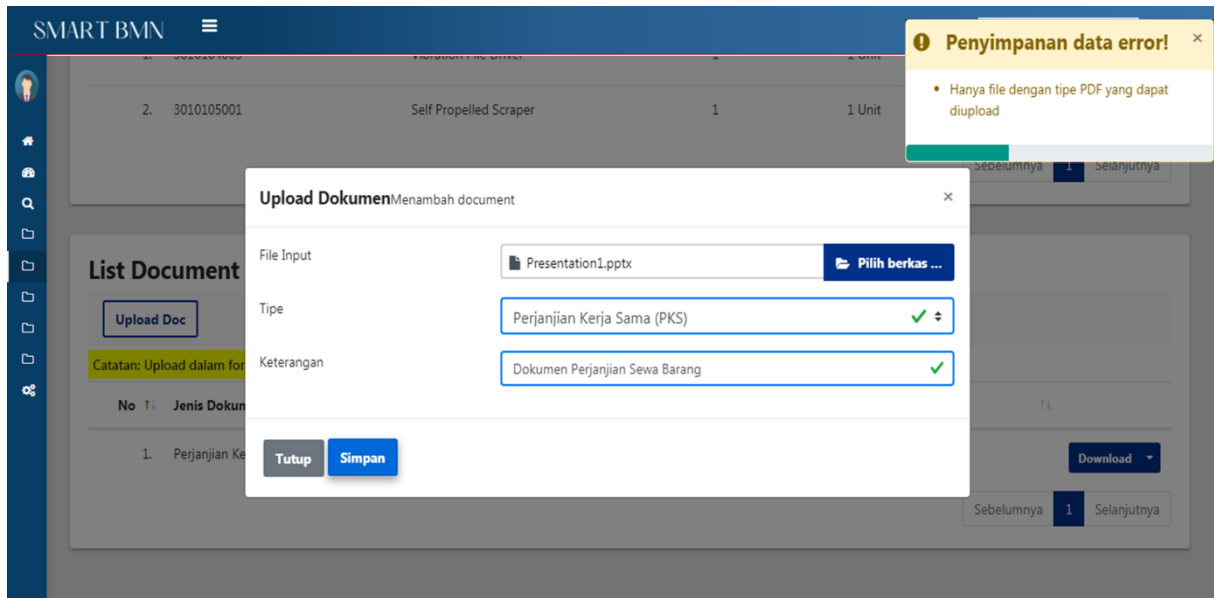 SMART BMN
Penyimpanan data error!
Hanya file dengan tipe PDF yang dapat
diupload
2. 3010105001 Self Propelled Scraper 1 1 Unit
Sebelumnya 1 Selanjutnya
Upload Dokumen Menambah document
File Input Presentation1.pptx Pilih berkas ...
List Document
Tipe Perjanjian Kerja Sama (PKS)
Upload Doc
Keterangan Dokumen Perjanjian Sewa Barang
Catatan: Upload dalam for
No Jenis Dokun
1. Perjanjian Ke Download
Tutup Simpan
Sebelumnya 1 Selanjutnya